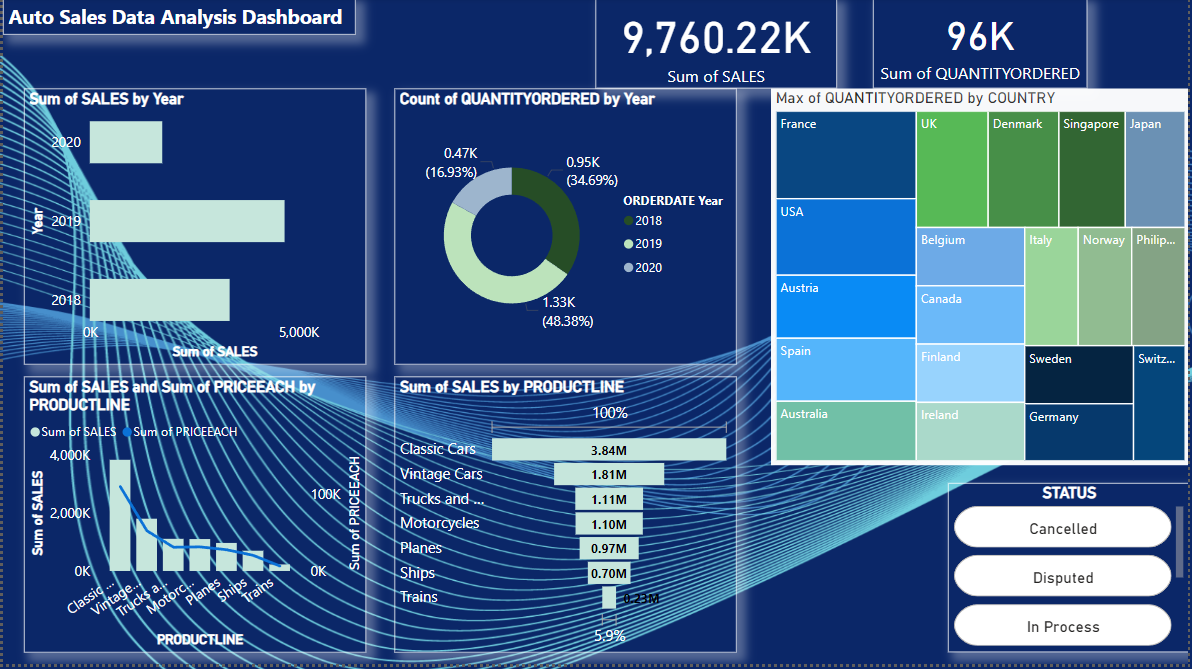 Auto Sales Data Analysis Dashboard
9,760.22K
Sum of SALES
96K
Sum of QUANTITYORDERED
Sum of SALES by Year
2020
2019
2018
Year
0K
5,000K
Sum of SALES
Count of QUANTITYORDERED by Year
0.47K
(16.93%)
0.95K
(34.69%)
1.33K
(48.38%)
ORDERDATE Year
2018
2019
2020
Max of QUANTITYORDERED by COUNTRY
France
UK
Denmark
Singapore
Japan
USA
Belgium
Italy
Norway
Philip...
Austria
Canada
Spain
Finland
Sweden
Switz...
Australia
Ireland
Germany
Sum of SALES and Sum of PRICEEACH by
PRODUCTLINE
Sum of SALES
Sum of PRICEEACH
4,000K
2,000K
0K
Sum of SALES
100K
0K
Sum of PRICEEACH
Classic ...
Vintage...
Trucks a...
Motorc...
Planes
Ships
Trains
PRODUCTLINE
Sum of SALES by PRODUCTLINE
100%
Classic Cars
3.84M
Vintage Cars
1.81M
Trucks and ...
1.11M
Motorcycles
1.10M
Planes
0.97M
Ships
0.70M
Trains
0.23M
5.9%
STATUS
Cancelled
Disputed
In Process